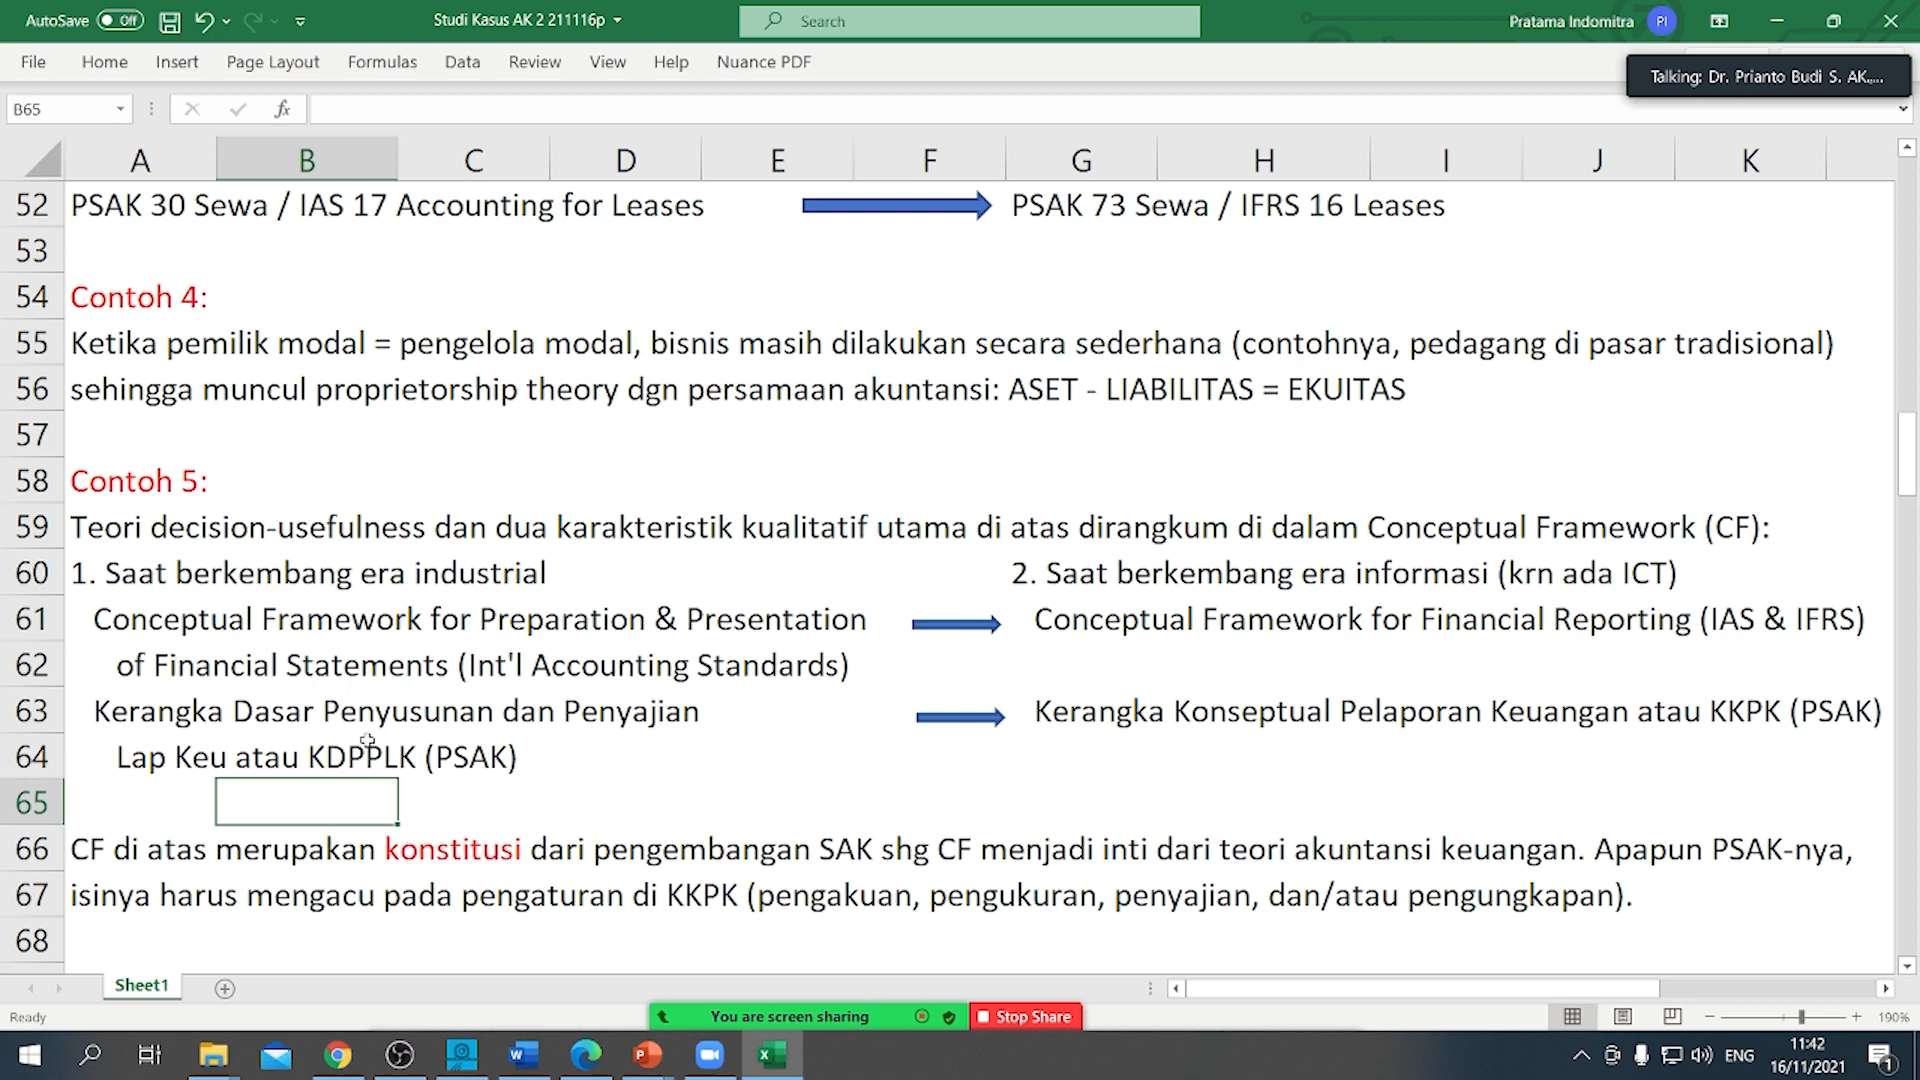 AutoSave Off
Studi Kasus AK 2 211116p
Search
Pratama Indomitra PI
File Home Insert Page Layout Formulas Data Review View Help Nuance PDF
Talking: Dr. Prianto Budi S. AK,...
B65 fx
A B C D E F G H I J K
52 PSAK 30 Sewa / IAS 17 Accounting for Leases PSAK 73 Sewa / IFRS 16 Leases
53
54 Contoh 4:
55 Ketika pemilik modal = pengelola modal, bisnis masih dilakukan secara sederhana (contohnya, pedagang di pasar tradisional)
56 sehingga muncul proprietorship theory dgn persamaan akuntansi: ASET - LIABILITAS = EKUITAS
57
58 Contoh 5:
59 Teori decision-usefulness dan dua karakteristik kualitatif utama di atas dirangkum di dalam Conceptual Framework (CF):
60 1. Saat berkembang era industrial 2. Saat berkembang era informasi (krn ada ICT)
61 Conceptual Framework for Preparation & Presentation Conceptual Framework for Financial Reporting (IAS & IFRS)
62 of Financial Statements (Int'l Accounting Standards)
63 Kerangka Dasar Penyusunan dan Penyajian Kerangka Konseptual Pelaporan Keuangan atau KKPK (PSAK)
64 Lap Keu atau KDPPLK (PSAK)
65
66 CF di atas merupakan konstitusi dari pengembangan SAK shg CF menjadi inti dari teori akuntansi keuangan. Apapun PSAK-nya,
67 isinya harus mengacu pada pengaturan di KKPK (pengakuan, pengukuran, penyajian, dan/atau pengungkapan).
68
Sheet1
Ready
You are screen sharing Stop Share
190%
ENG
11:42
16/11/2021
1